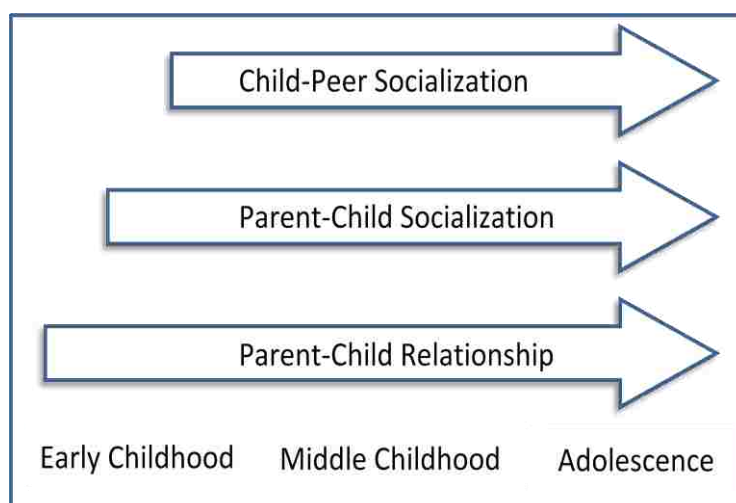 Child-Peer Socialization
Parent-Child Socialization
Parent-Child Relationship
Early Childhood Middle Childhood Adolescence